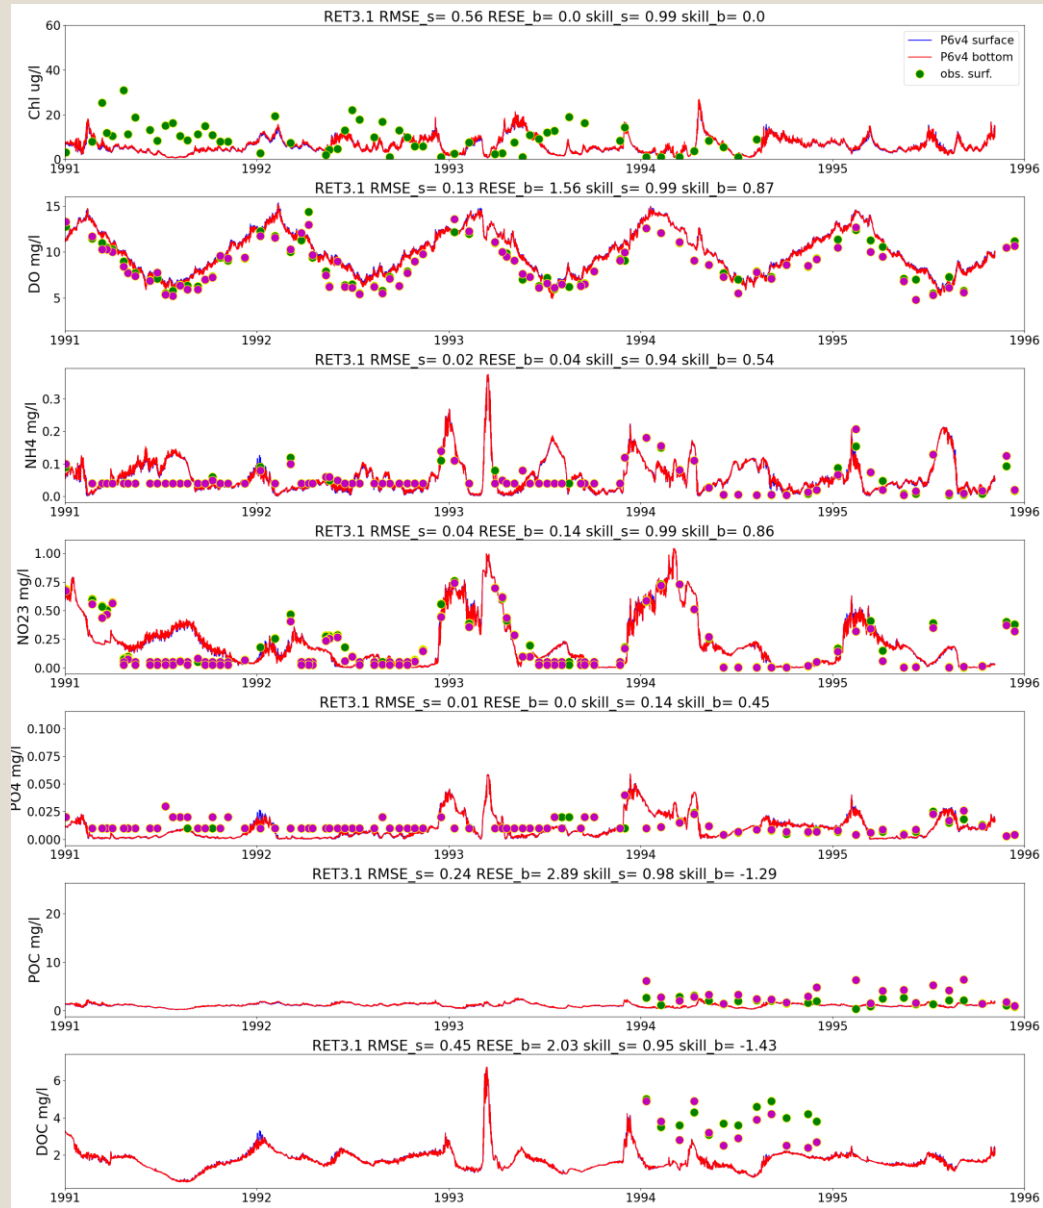 RET3.1 RMSE_s= 0.56 RESE_b= 0.0 skill_s= 0.99 skill_b= 0.0
60
40
20
0
Chl ug/l
P6v4 surface
P6v4 bottom
obs. surf.
1991 1992 1993 1994 1995 1996
RET3.1 RMSE_s= 0.13 RESE_b= 1.56 skill_s= 0.99 skill_b= 0.87
15
10
5
DO mg/l
1991 1992 1993 1994 1995 1996
RET3.1 RMSE_s= 0.02 RESE_b= 0.04 skill_s= 0.94 skill_b= 0.54
0.3
0.2
0.1
0.0
NH4 mg/l
1991 1992 1993 1994 1995 1996
RET3.1 RMSE_s= 0.04 RESE_b= 0.14 skill_s= 0.99 skill_b= 0.86
1.00
0.75
0.50
0.25
0.00
NO23 mg/l
1991 1992 1993 1994 1995 1996
RET3.1 RMSE_s= 0.01 RESE_b= 0.0 skill_s= 0.14 skill_b= 0.45
0.100
0.075
0.050
0.025
0.000
PO4 mg/l
1991 1992 1993 1994 1995 1996
RET3.1 RMSE_s= 0.24 RESE_b= 2.89 skill_s= 0.98 skill_b= -1.29
20
10
0
POC mg/l
1991 1992 1993 1994 1995 1996
RET3.1 RMSE_s= 0.45 RESE_b= 2.03 skill_s= 0.95 skill_b= -1.43
6
4
2
0
DOC mg/l
1991 1992 1993 1994 1995 1996